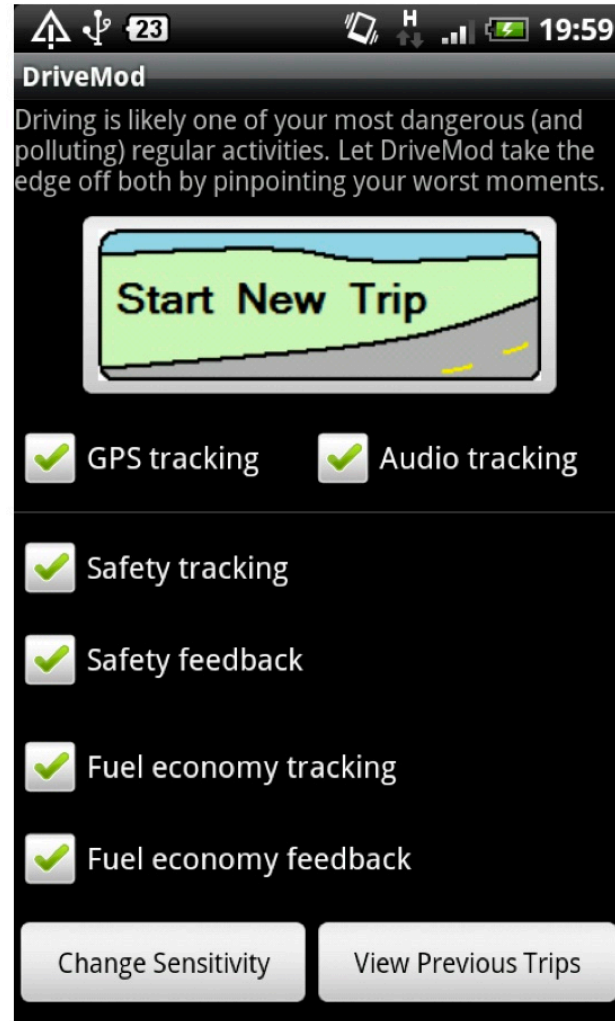 23 H 19:59
DriveMod
Driving is likely one of your most dangerous (and
polluting) regular activities. Let DriveMod take the
edge off both by pinpointing your worst moments.
Start New Trip
GPS tracking Audio tracking
Safety tracking
Safety feedback
Fuel economy tracking
Fuel economy feedback
Change Sensitivity View Previous Trips